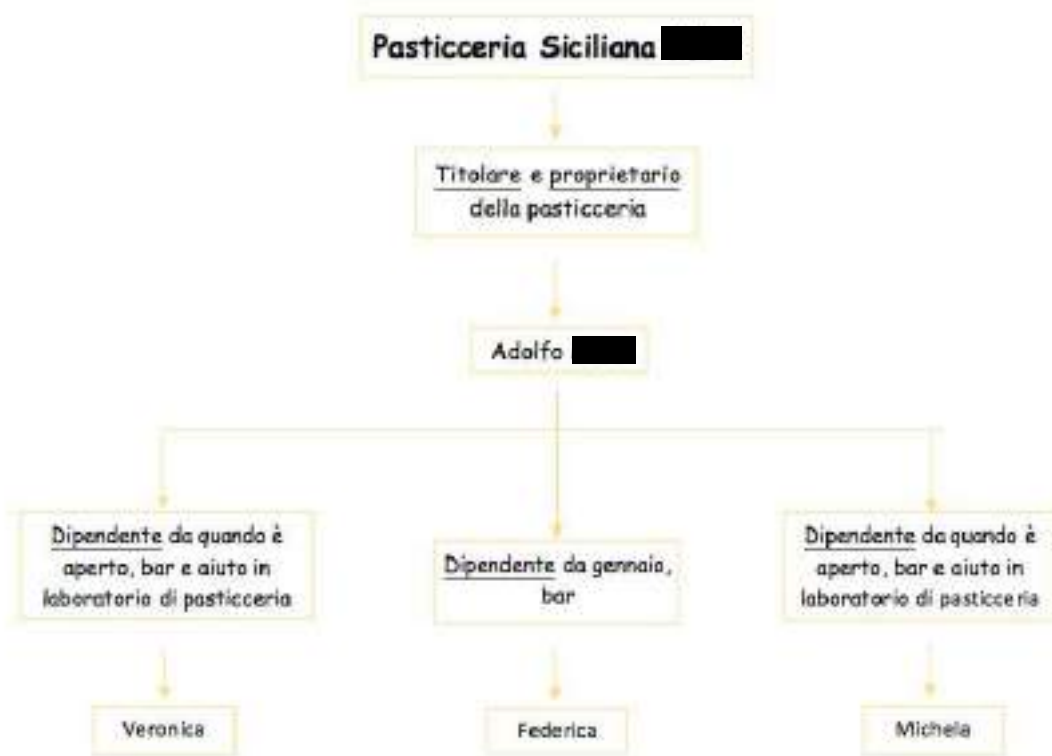 Pasticceria Siciliana
Titolare e proprietario
della pasticceria
Adolfo
Dipendente da quando è
aperto, bar e aiuto in
laboratorio di pasticceria
Dipendente da gennaio,
bar
Dipendente da quando è
aperto, bar e aiuto in
laboratorio di pasticceria
Veronica
Federica
Michela